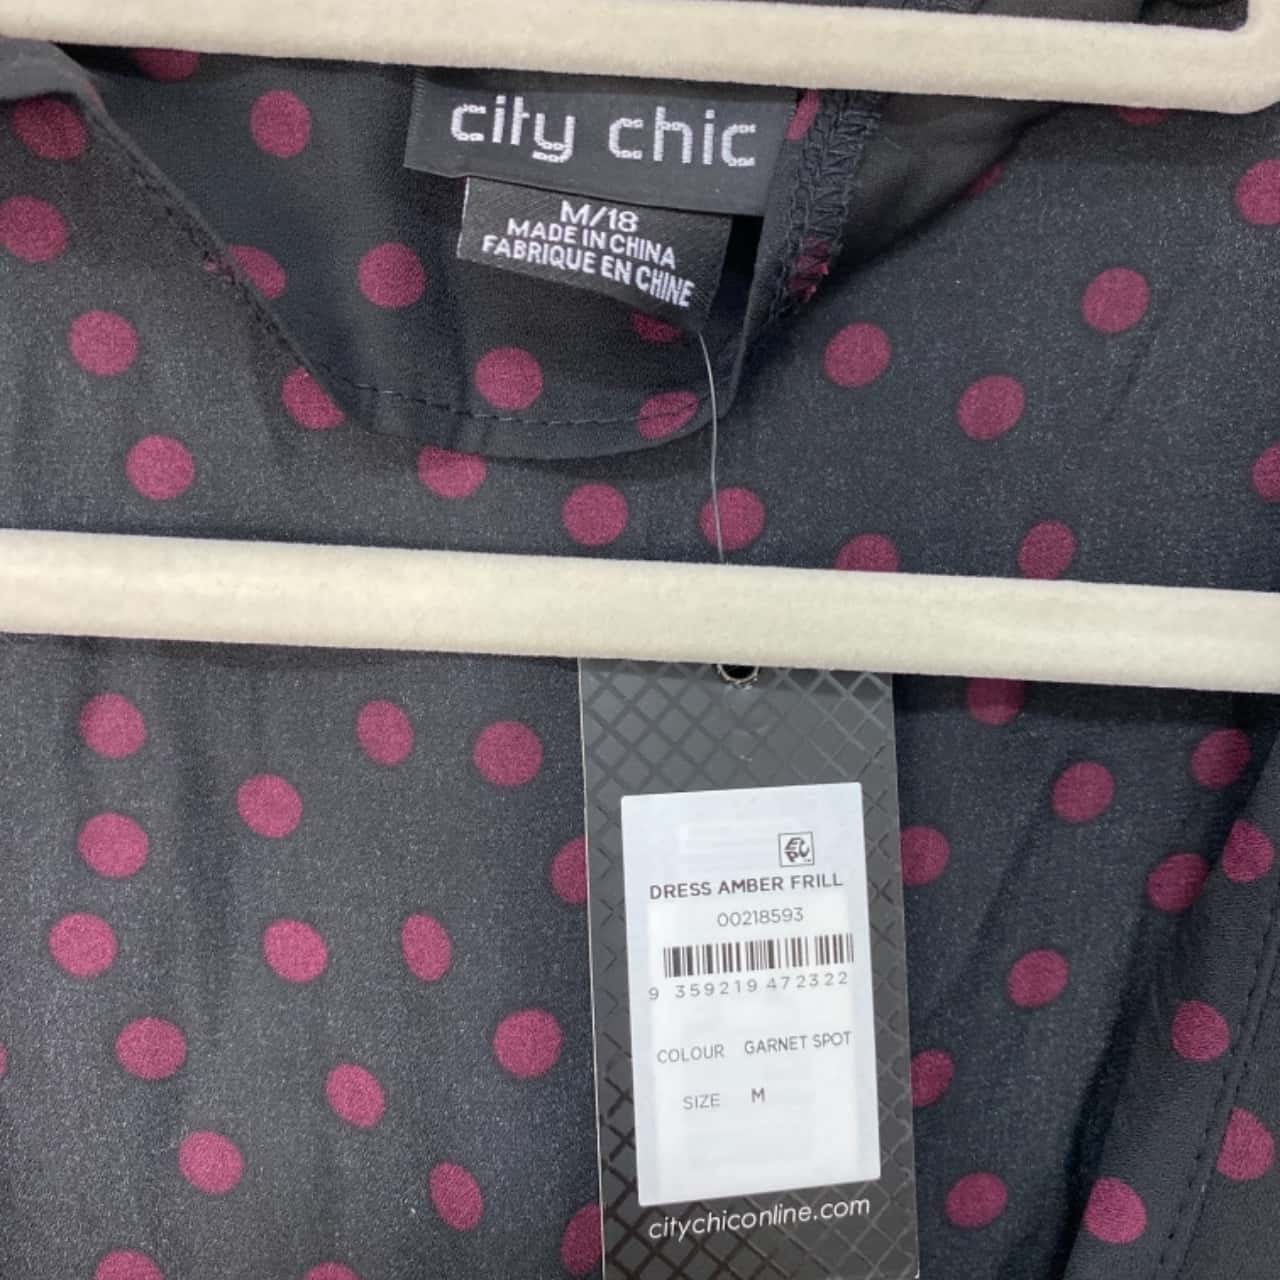 city chic
M/18
MADE IN CHINA
FABRIQUE EN CHINE
DRESS AMBER FRILL
00218593
9 359219 472322
COLOUR GARNET SPOT
SIZE M
citychiconline.com